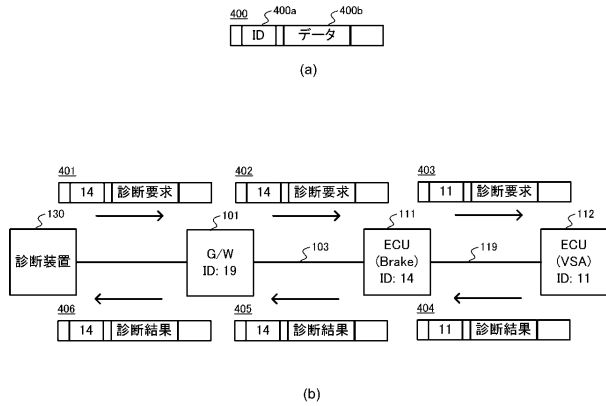 400 400a 400b
ID データ
(a)
401 402 403
14 診断要求 14 診断要求 11 診断要求
130 101 111 112
診断装置
G/W
ID: 19
103
ECU
(Brake)
ID: 14
119
ECU
(VSA)
ID: 11
14 診断結果 14 診断結果 11 診断結果
406 405 404
(b)